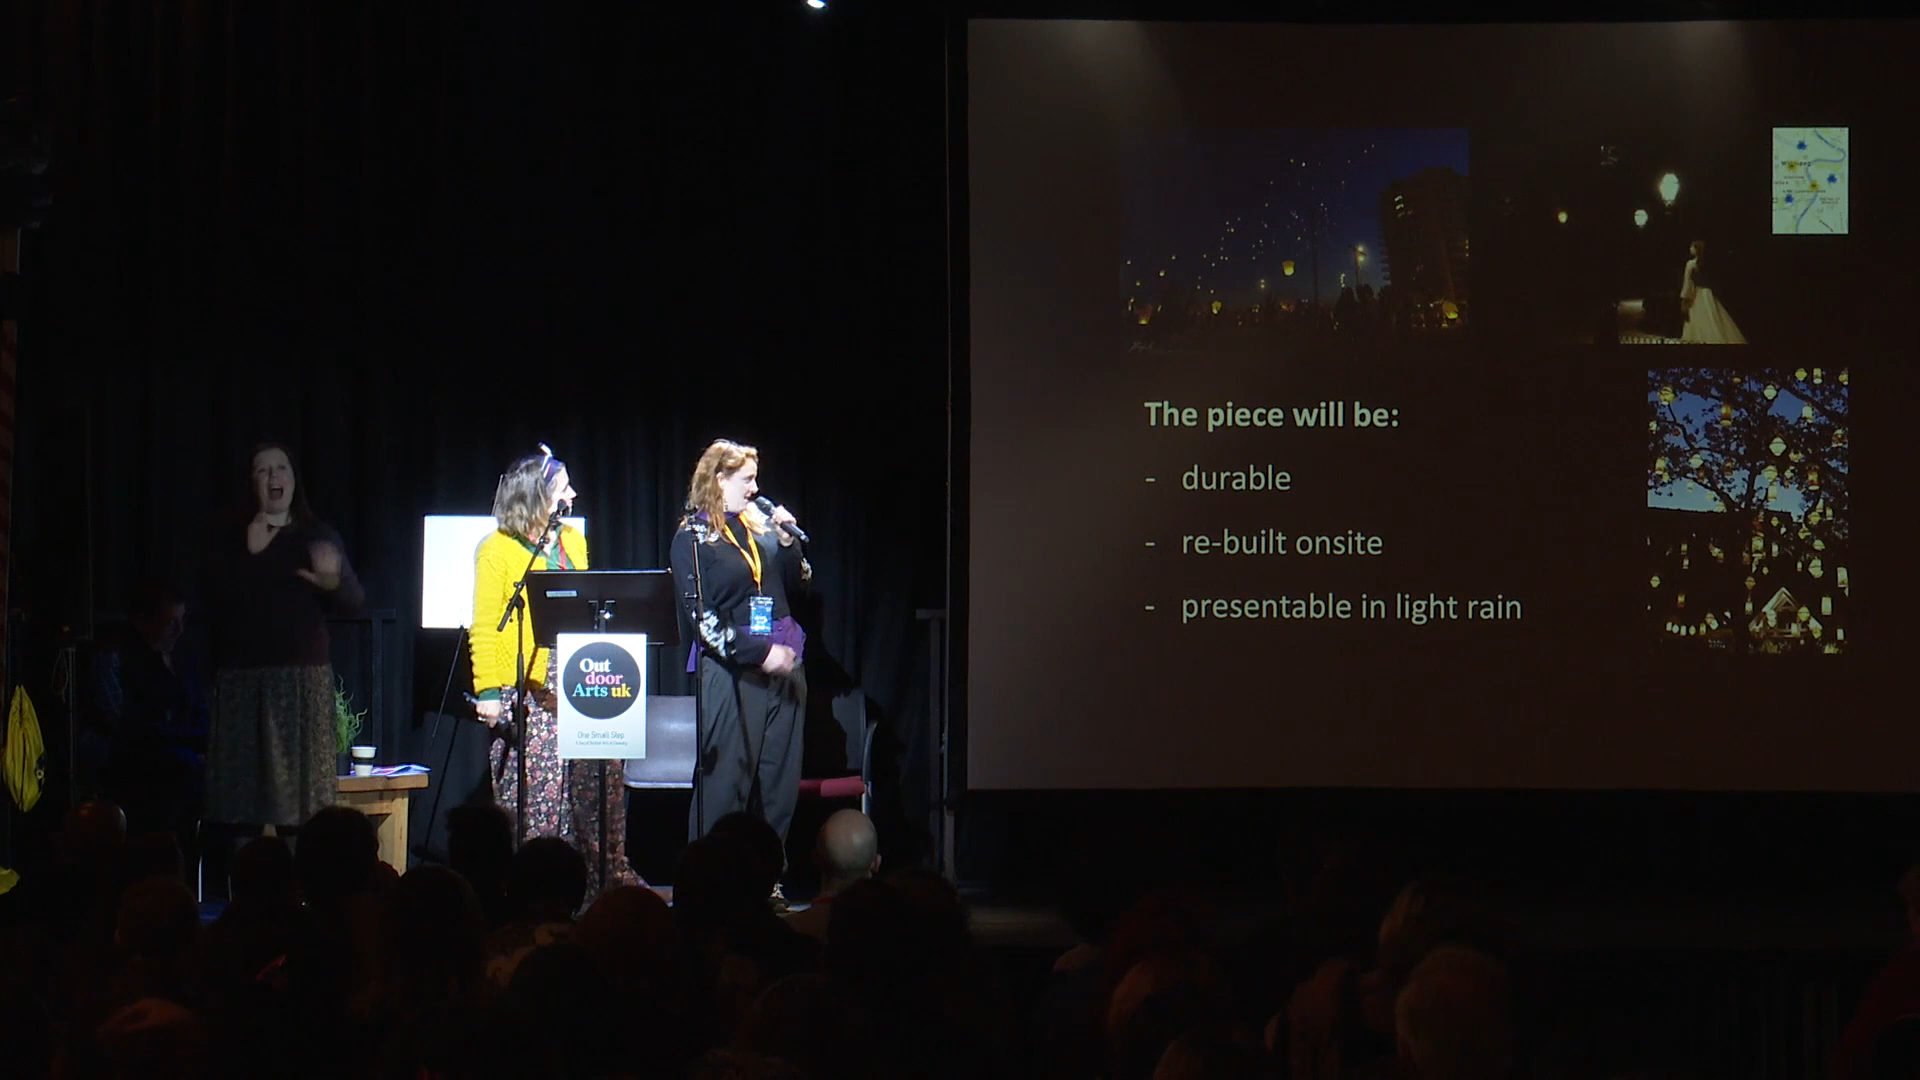 The piece will be:
- durable
- re-built onsite
- presentable in light rain
Out
door
Arts uk
One Small Step